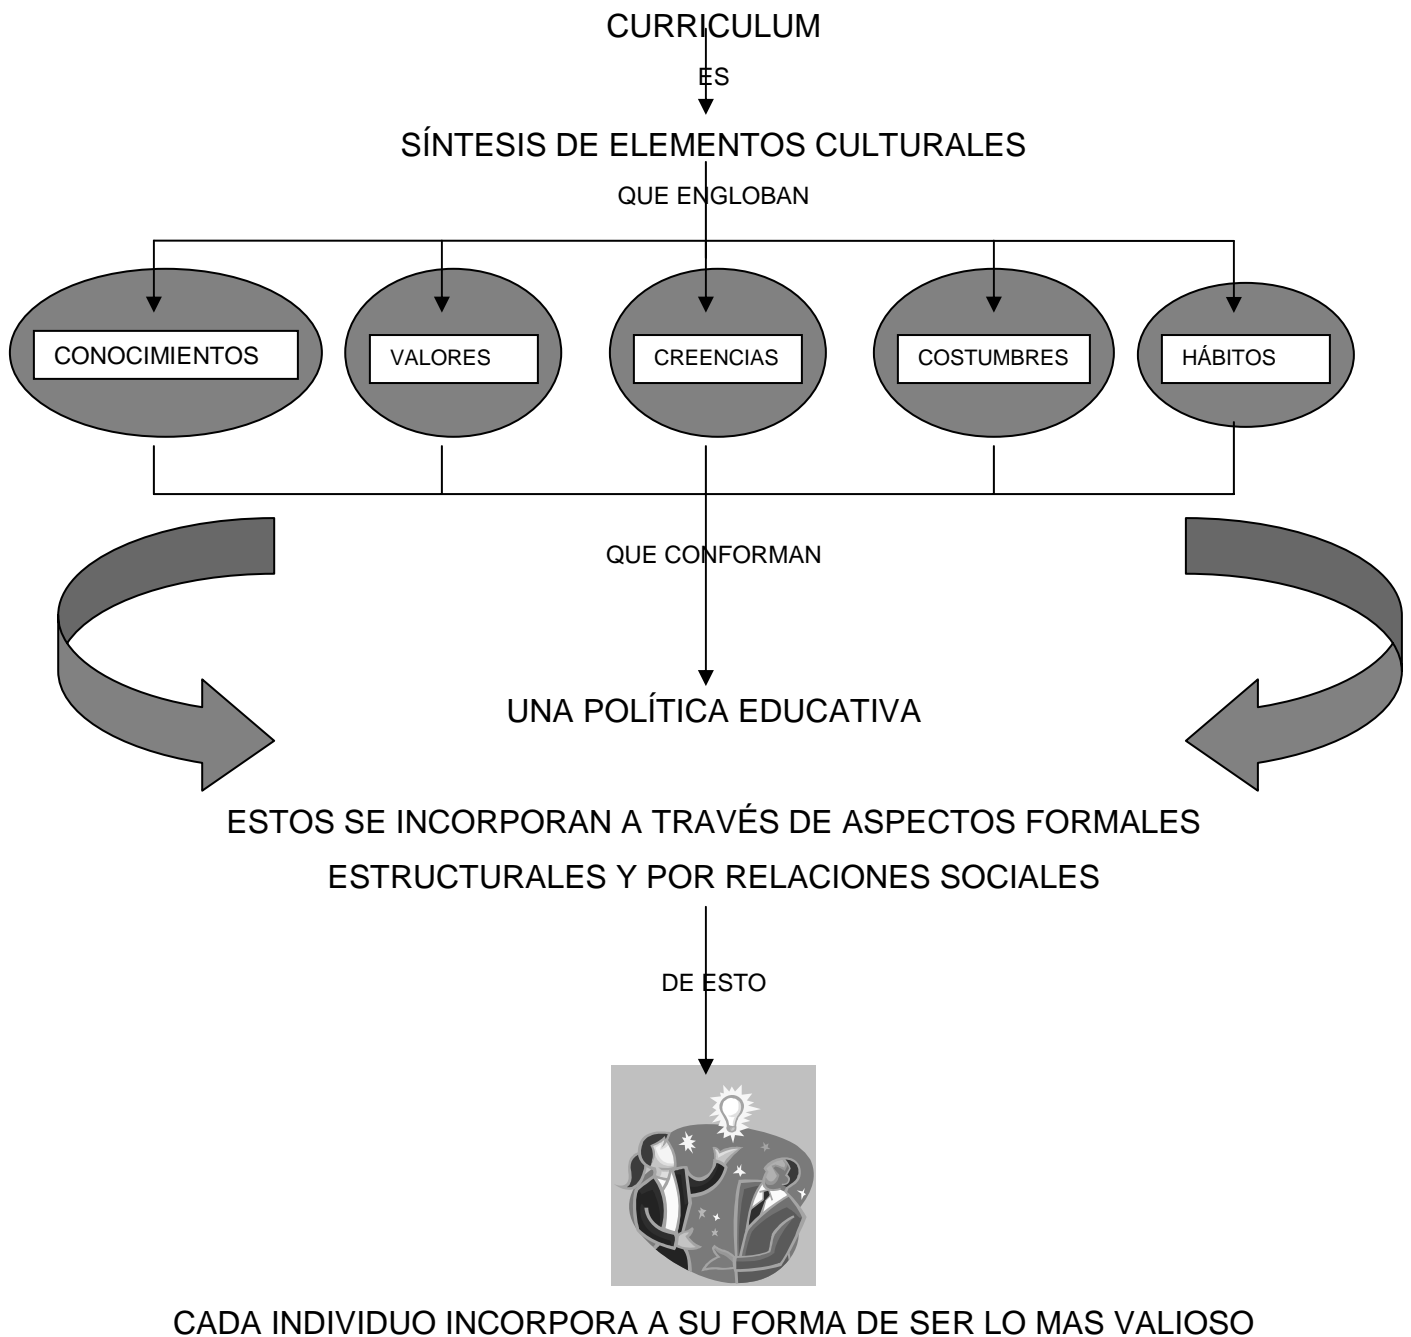 CURRICULUM
ES
SÍNTESIS DE ELEMENTOS CULTURALES
QUE ENGLOBAN
CONOCIMIENTOS
VALORES
CREENCIAS
COSTUMBRES
HÁBITOS
QUE CONFORMAN
UNA POLÍTICA EDUCATIVA
ESTOS SE INCORPORAN A TRAVÉS DE ASPECTOS FORMALES
ESTRUCTURALES Y POR RELACIONES SOCIALES
DE ESTO
CADA INDIVIDUO INCORPORA A SU FORMA DE SER LO MAS VALIOSO